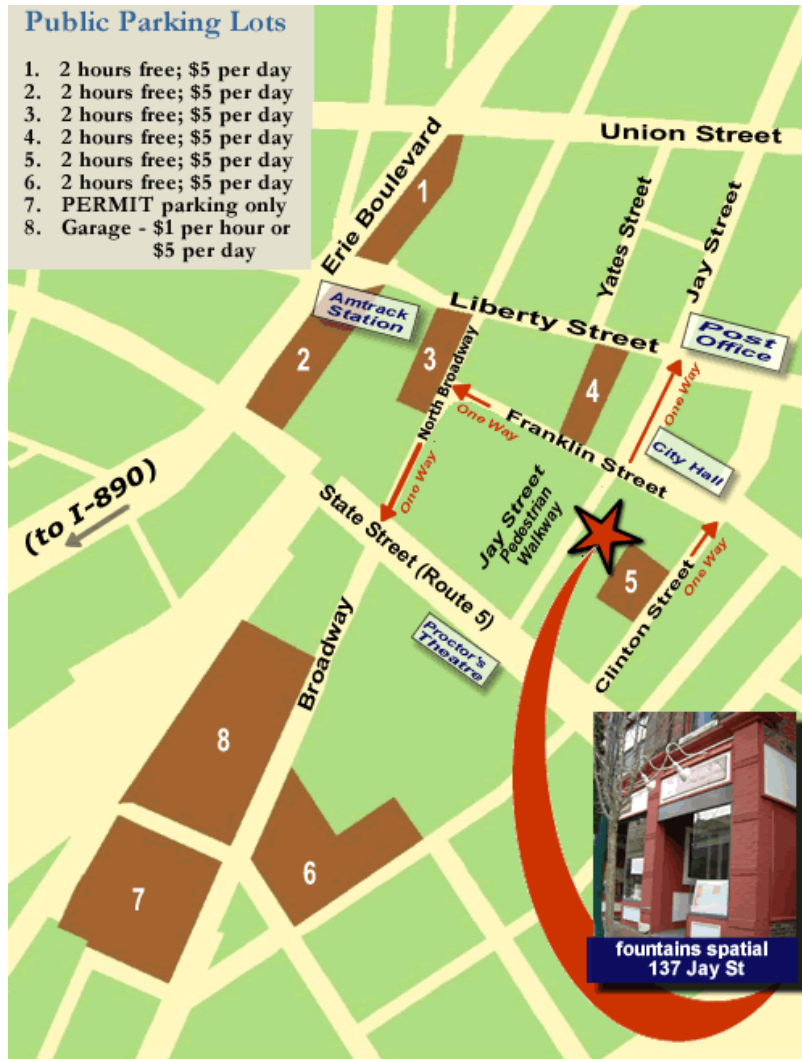 Public Parking Lots
1. 2 hours free; $5 per day
2. 2 hours free; $5 per day
3. 2 hours free; $5 per day
4. 2 hours free; $5 per day
5. 2 hours free; $5 per day
6. 2 hours free; $5 per day
7. PERMIT parking only
8. Garage - $1 per hour or
$5 per day
Union Street
Erie Boulevard
1
Yates Street
Jay Street
Amtrack
Station
Liberty Street
Post
Office
2
3
North Broadway
4
One Way
One Way
Franklin Street
City Hall
(to I-890)
One Way
State Street (Route 5)
Jay Street
Pedestrian
Walkway
5
One Way
Clinton Street
Broadway
Proctor's
Theatre
8
6
7
fountains spatial
137 Jay St